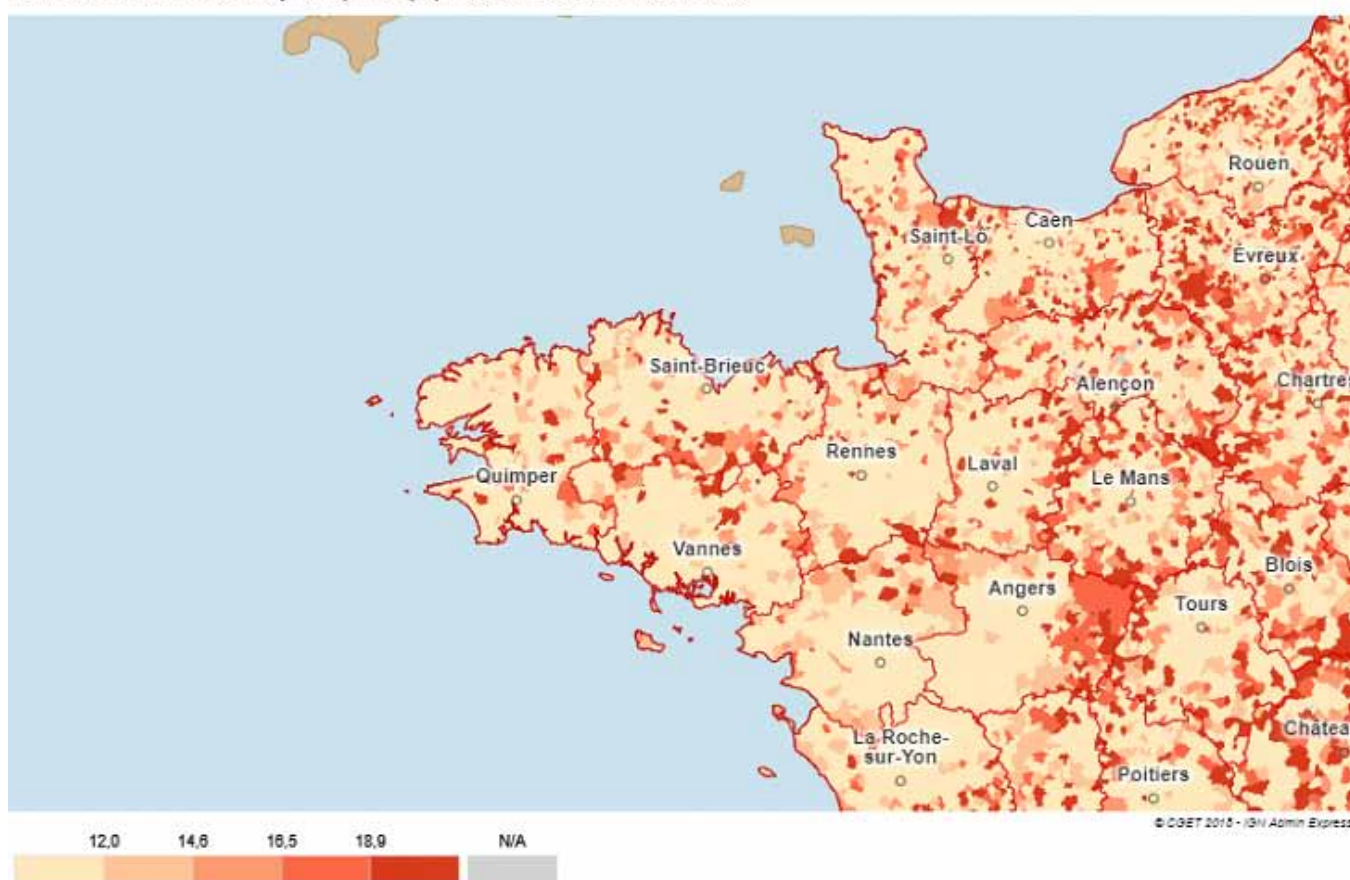 Rouen
Caen
Saint-Lô
Évreux
Saint-Brieuc
Alençon
Chartres
Rennes
Laval
Quimper
Le Mans
Vannes
Blois
Angers
Tours
Nantes
La Roche-
sur-Yon
Châtea
Poitiers
© CGET 2018 - IGN Admin Express
12,0 14,6 16,5 18,9 N/A